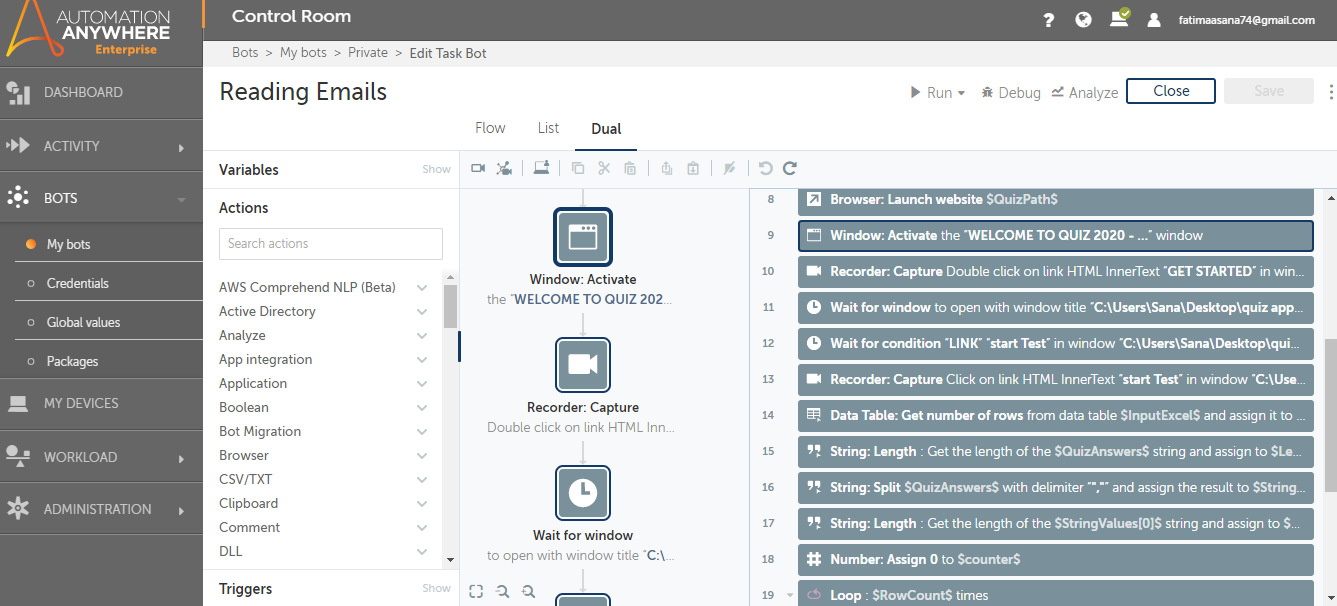 AUTOMATION
ANYWHERE
Enterprise
Control Room
?
fatimaasana74@gmail.com
Bots > My bots > Private > Edit Task Bot
DASHBOARD
ACTIVITY
BOTS
My bots
Credentials
Global values
Packages
MY DEVICES
WORKLOAD
ADMINISTRATION
Reading Emails
Run
Debug
Analyze
Close
Save
Flow
List
Dual
Variables
Show
Actions
Search actions
AWS Comprehend NLP (Beta)
Active Directory
Analyze
App integration
Application
Boolean
Bot Migration
Browser
CSV/TXT
Clipboard
Comment
DLL
Triggers
Show
Window: Activate
the "WELCOME TO QUIZ 202...
Recorder: Capture
Double click on link HTML Inn...
Wait for window
to open with window title "C:\...
8 Browser: Launch website $QuizPath$
9 Window: Activate the "WELCOME TO QUIZ 2020 - ..." window
10 Recorder: Capture Double click on link HTML InnerText "GET STARTED" in win...
11 Wait for window to open with window title "C:\Users\Sana\Desktop\quiz app...
12 Wait for condition "LINK" "start Test" in window "C:\Users\Sana\Desktop\qui...
13 Recorder: Capture Click on link HTML InnerText "start Test" in window "C:\Use...
14 Data Table: Get number of rows from data table $InputExcel$ and assign it to ...
15 String: Length : Get the length of the $QuizAnswers$ string and assign to $Le...
16 String: Split $QuizAnswers$ with delimiter "","" and assign the result to $String...
17 String: Length : Get the length of the $StringValues[0]$ string and assign to $...
18 Number: Assign 0 to $counter$
19 Loop : $RowCount$ times